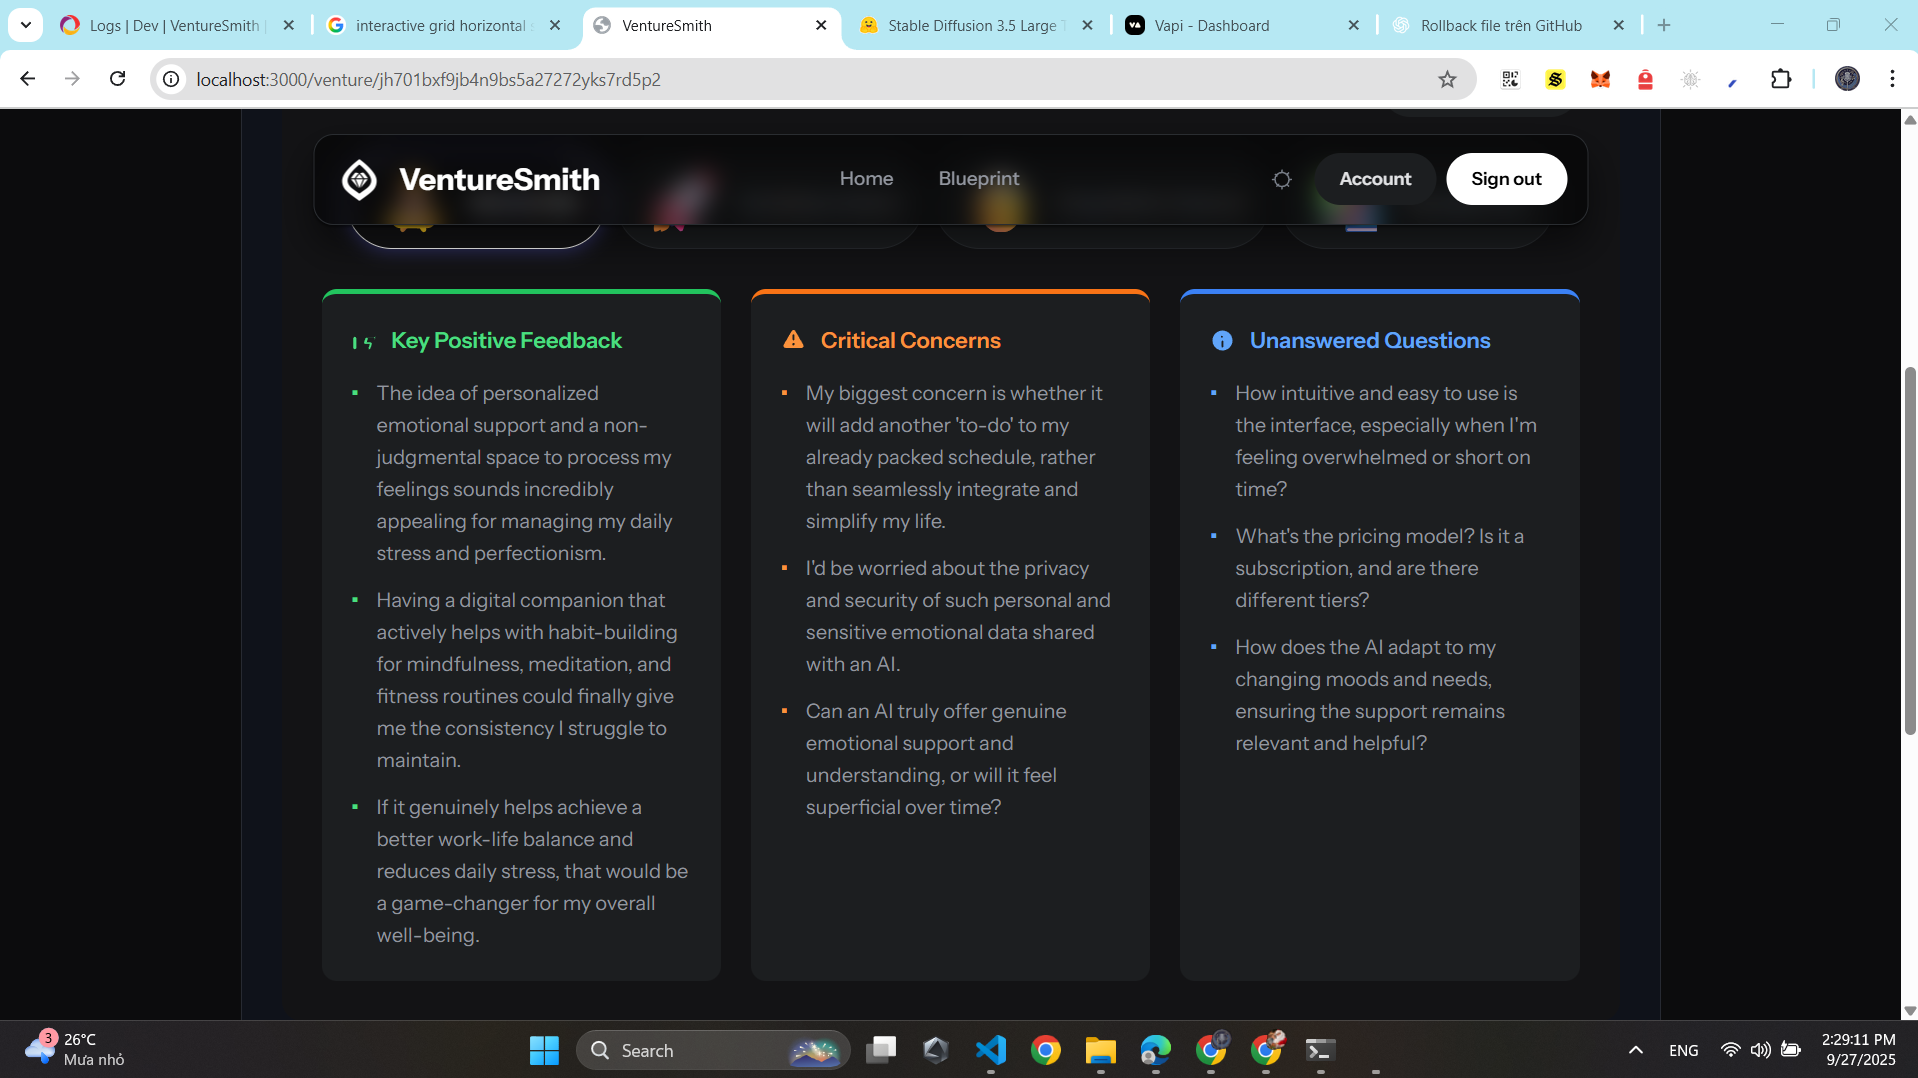 Logs | Dev | VentureSmith
interactive grid horizontal
VentureSmith
Stable Diffusion 3.5 Large
Vapi - Dashboard
Rollback file trên GitHub
localhost:3000/venture/jh701bxf9jb4n9bs5a27272yks7rd5p2
VentureSmith
Home
Blueprint
Account
Sign out
Key Positive Feedback
The idea of personalized
emotional support and a non-
judgmental space to process my
feelings sounds incredibly
appealing for managing my daily
stress and perfectionism.
Having a digital companion that
actively helps with habit-building
for mindfulness, meditation, and
fitness routines could finally give
me the consistency I struggle to
maintain.
If it genuinely helps achieve a
better work-life balance and
reduces daily stress, that would be
a game-changer for my overall
well-being.
Critical Concerns
My biggest concern is whether it
will add another 'to-do' to my
already packed schedule, rather
than seamlessly integrate and
simplify my life.
I'd be worried about the privacy
and security of such personal and
sensitive emotional data shared
with an AI.
Can an AI truly offer genuine
emotional support and
understanding, or will it feel
superficial over time?
Unanswered Questions
How intuitive and easy to use is
the interface, especially when I'm
feeling overwhelmed or short on
time?
What's the pricing model? Is it a
subscription, and are there
different tiers?
How does the AI adapt to my
changing moods and needs,
ensuring the support remains
relevant and helpful?
3
26°C
Mưa nhỏ
Search
ENG
2:29:11 PM
9/27/2025